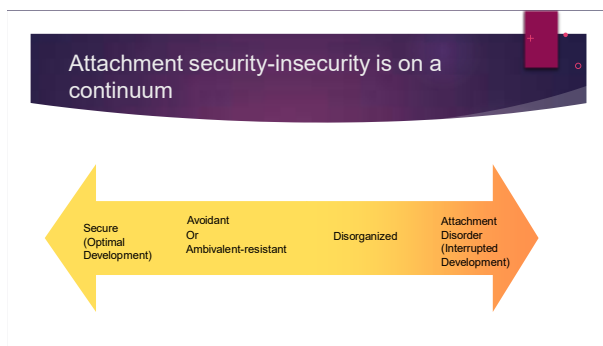 Attachment security-insecurity is on a
continuum
Secure
(Optimal
Development)
Avoidant
Or
Ambivalent-resistant
Disorganized
Attachment
Disorder
(Interrupted
Development)